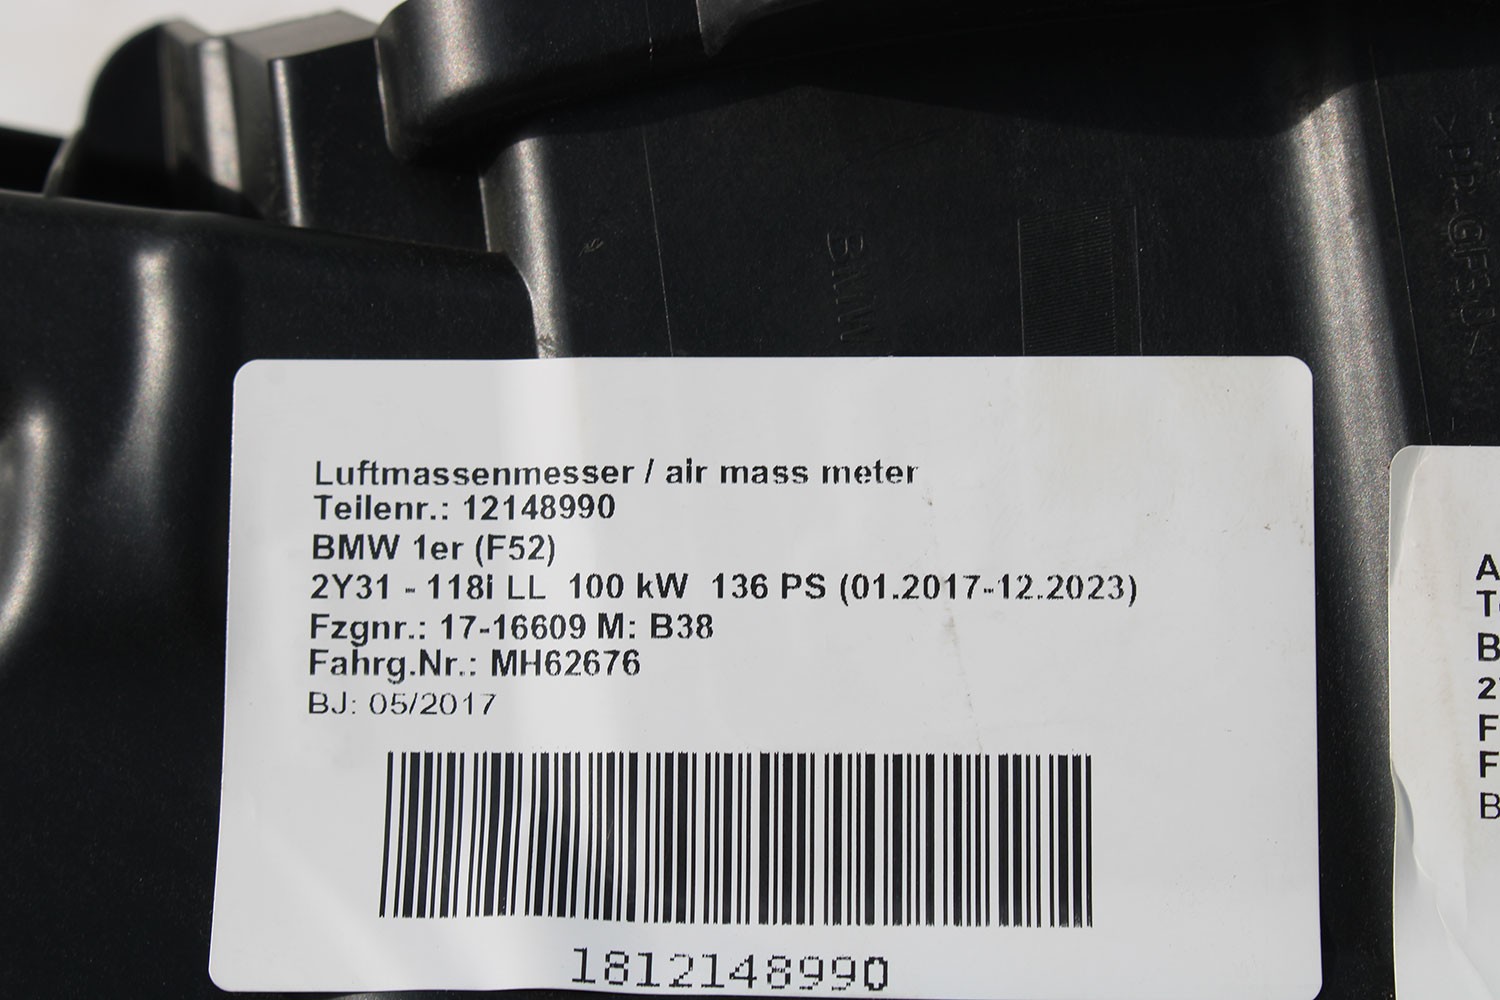 BMW
Luftmassenmesser / air mass meter
Teilenr.: 12148990
BMW 1er (F52)
2Y31 - 118i LL 100 kW 136 PS (01.2017-12.2023)
Fzgnr.: 17-16609 M: B38
Fahrg.Nr.: MH62676
BJ: 05/2017
1812148990